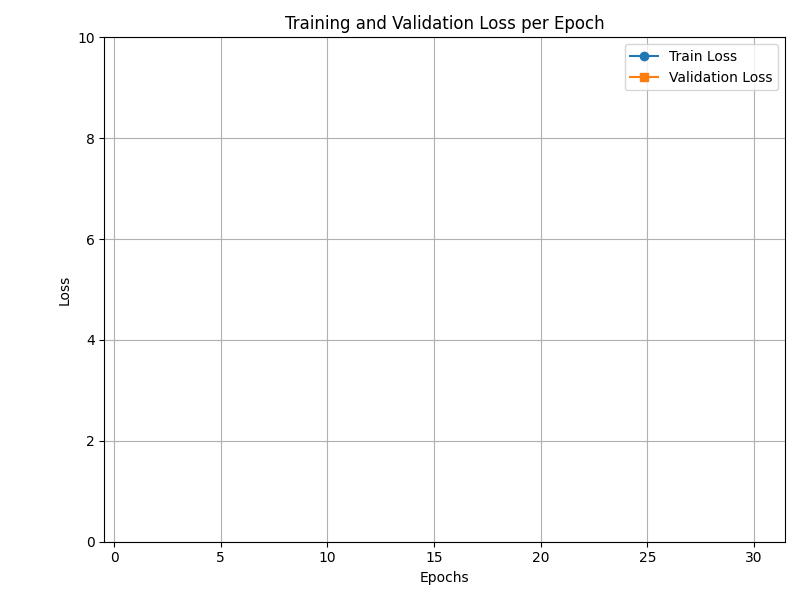 Training and Validation Loss per Epoch
Train Loss
Validation Loss
10
8
6
4
2
0
Loss
0 5 10 15 20 25 30
Epochs